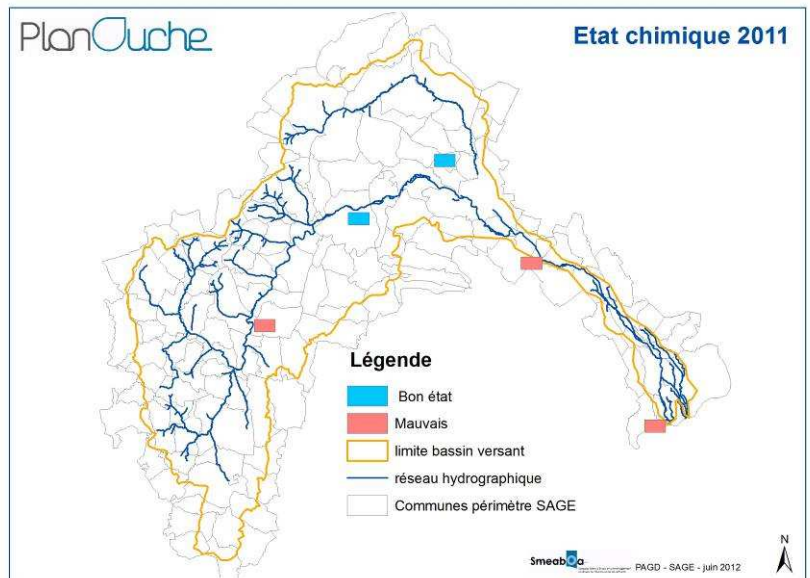 PlanOuche
Etat chimique 2011
Légende
Bon état
Mauvais
limite bassin versant
réseau hydrographique
Communes périmètre SAGE
N
Smeaboa
PAGD - SAGE - juin 2012